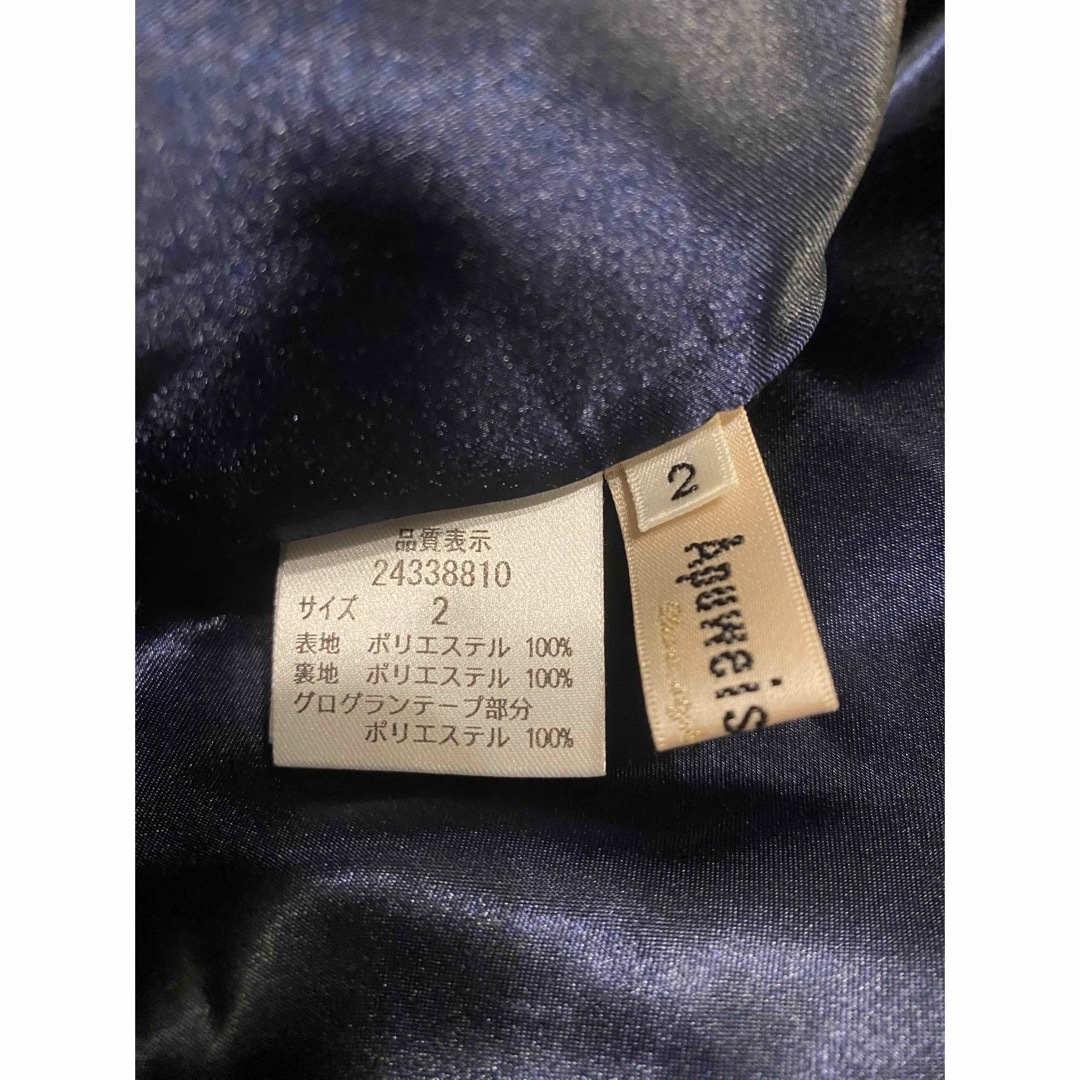 品質表示
24338810
サイズ 2
表地 ポリエステル 100%
裏地 ポリエステル 100%
グログランテープ部分
ポリエステル 100%
2
Apuweis